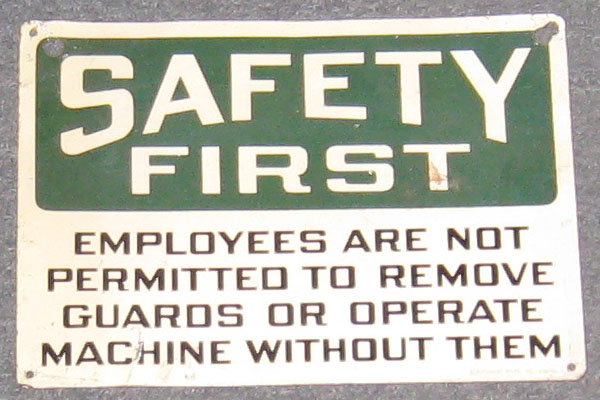 SAFETY
FIRST
EMPLOYEES ARE NOT
PERMITTED TO REMOVE
GUARDS OR OPERATE
MACHINE WITHOUT THEM